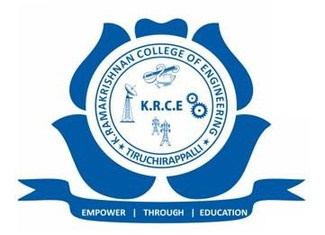 K.RAMAKRISHNAN COLLEGE OF ENGINEERING
K.R.C.E
★ TIRUCHIRAPPALLI ★
EMPOWER | THROUGH | EDUCATION